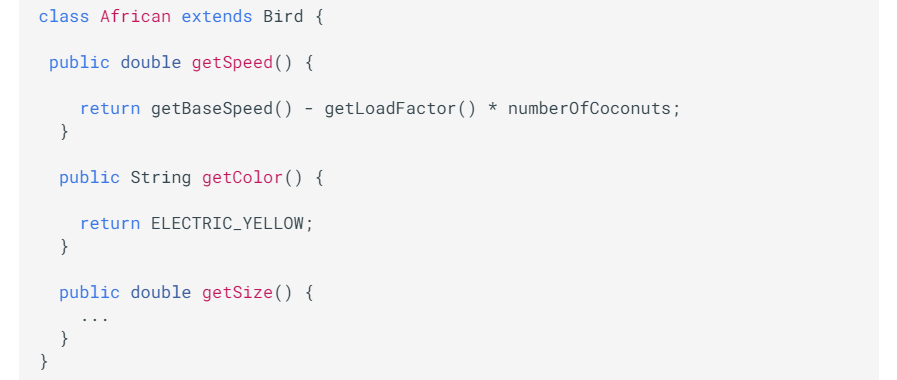 class African extends Bird {
public double getSpeed() {
return getBaseSpeed() - getLoadFactor() * numberOfCoconuts;
}
public String getColor() {
return ELECTRIC_YELLOW;
}
public double getSize() {
...
}
}